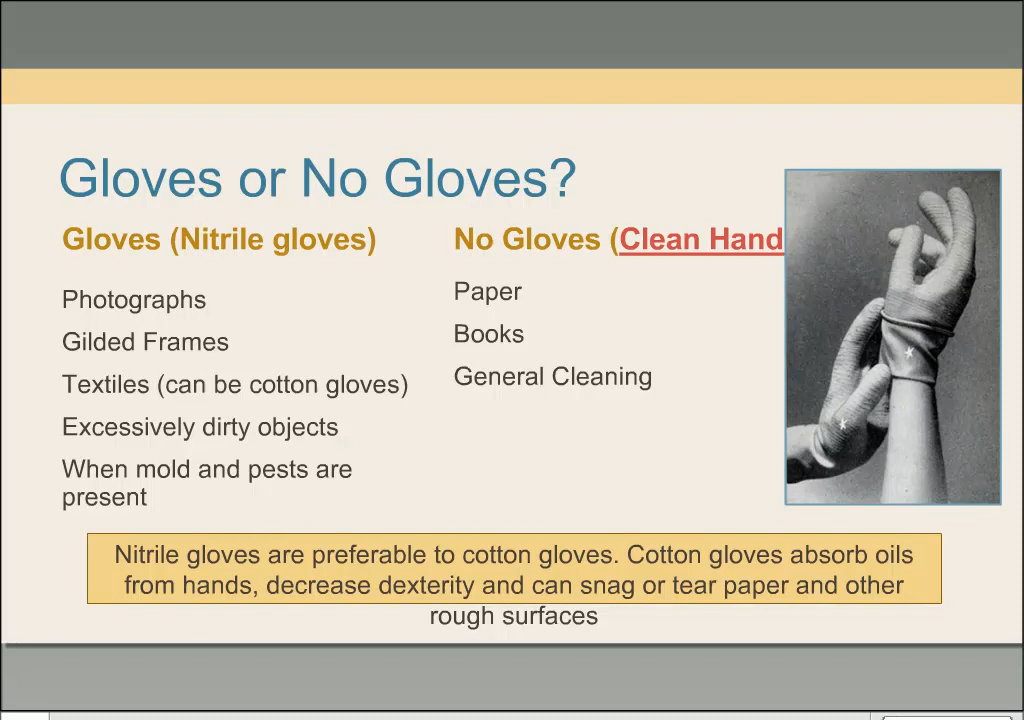 Gloves or No Gloves?
Gloves (Nitrile gloves)
Photographs
Gilded Frames
Textiles (can be cotton gloves)
Excessively dirty objects
When mold and pests are
present
No Gloves (Clean Hand
Paper
Books
General Cleaning
Nitrile gloves are preferable to cotton gloves. Cotton gloves absorb oils
from hands, decrease dexterity and can snag or tear paper and other
rough surfaces